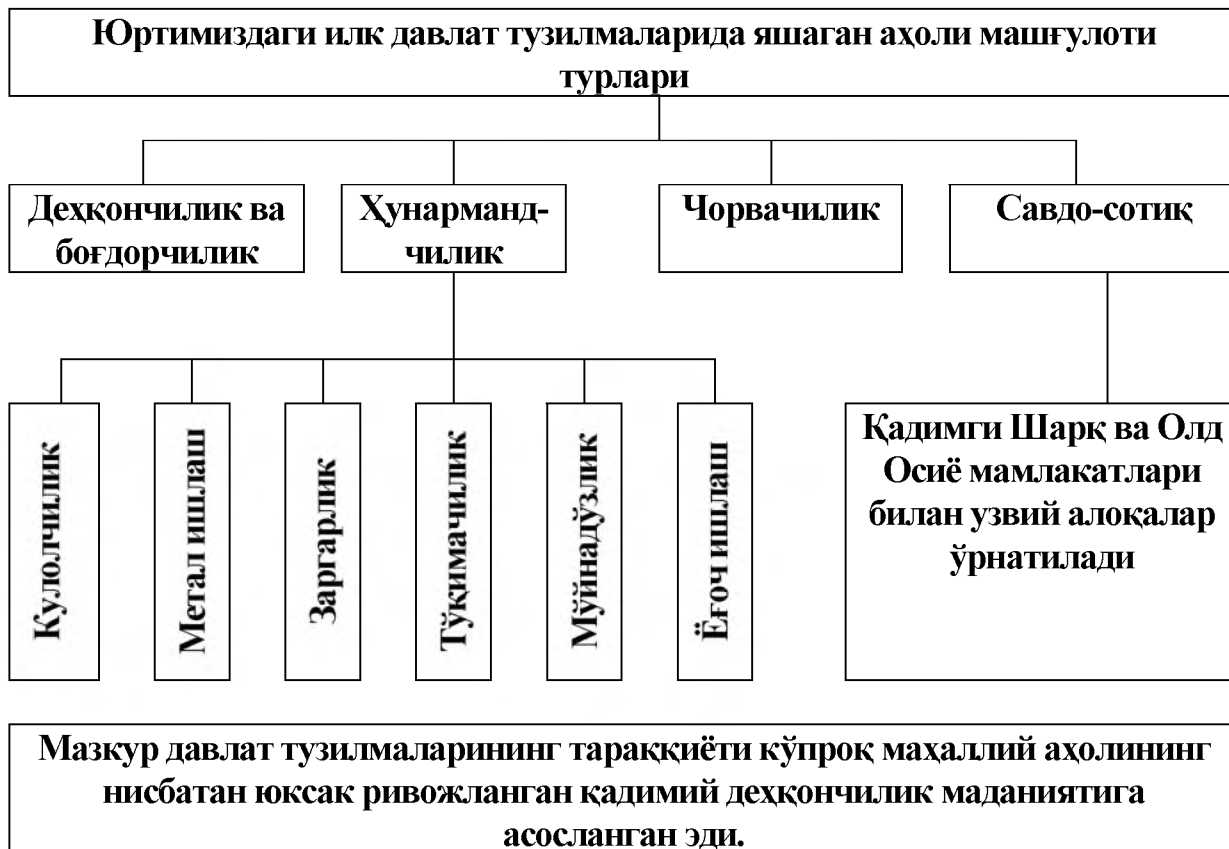 Юртимиздаги илк давлат тузилмаларида яшаган аҳоли машғулоти
турлари
Деҳқончилик ва
боғдорчилик
Ҳунарманд-
чилик
Чорвачилик
Савдо-сотиқ
Кулолчилик
Метал ишлаш
Заргарлик
Тўқимачилик
Мўйнадўзлик
Ёғоч ишлаш
Қадимги Шарқ ва Олд
Осиё мамлакатлари
билан узвий алоқалар
ўрнатилади
Мазкур давлат тузилмаларининг тараққиёти кўпроқ маҳаллий аҳолининг
нисбатан юксак ривожланган қадимий деҳқончилик маданиятига
асосланган эди.